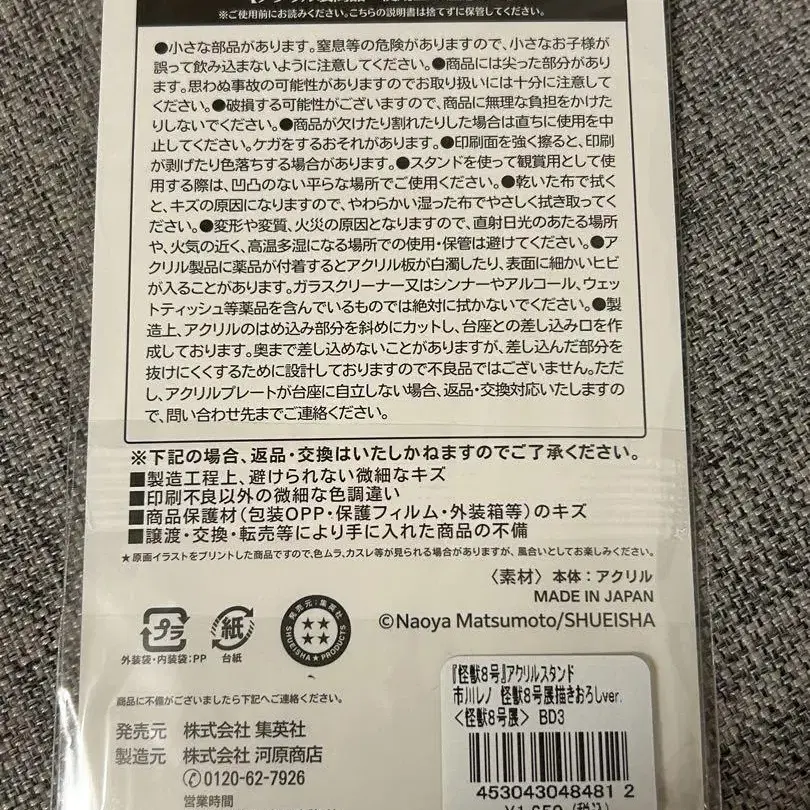 ※ご使用前にお読みください。こちらの説明書は捨てずに保管してください。
●小さな部品があります。窒息等の危険がありますので、小さなお子様が
誤って飲み込まないように注意してください。●商品には尖った部分があり
ます。思わぬ事故の可能性がありますのでお取り扱いには十分に注意して
ください。●破損する可能性がございますので、商品に無理な負担をかけた
りしないでください。●商品が欠けたり割れたりした場合は直ちに使用を中
止してください。ケガをするおそれがあります。●印刷面を強く擦ると、印刷
が剥げたり色落ちする場合があります。●スタンドを使って観賞用として使
用する際は、凹凸のない平らな場所でご使用ください。●乾いた布で拭く
と、キズの原因になりますので、やわらかい湿った布でやさしく拭き取ってく
ださい。●変形や変質、火災の原因となりますので、直射日光のあたる場所
や、火気の近く、高温多湿になる場所での使用・保管は避けてください。●ア
クリル製品に薬品が付着するとアクリル板が白濁したり、表面に細かいヒビ
が入ることがあります。ガラスクリーナー又はシンナーやアルコール、ウェッ
トティッシュ等薬品を含んでいるものでは絶対に拭かないでください。●製
造上、アクリルのはめ込み部分を斜めにカットし、台座との差し込み口を作
成しております。奥まで差し込めないことがありますが、差し込んだ部分を
抜けにくくするために設計しておりますので不良品ではございません。ただ
し、アクリルプレートが台座に自立しない場合、返品・交換対応いたしますの
で、問い合わせ先までご連絡ください。
※下記の場合、返品・交換はいたしかねますのでご了承ください。
■製造工程上、避けられない微細なキズ
■印刷不良以外の微細な色調違い
■商品保護材（包装OPP・保護フィルム・外装箱等）のキズ
■譲渡・交換・転売等により手に入れた商品の不備
★原画イラストをプリントした商品ですので、色ムラ、カスレ等が見られる場合がありますが、風合いとしてお楽しみください。
〈素材〉本体：アクリル
MADE IN JAPAN
©Naoya Matsumoto/SHUEISHA
プラ
外装袋・内装袋：PP
紙
台紙
発売元：集英社
SHUEISHA★PRODUCTS
『怪獣8号』アクリルスタンド
市川レノ 怪獣8号展描きおろしver.
<怪獣8号展> BD3
453043048481 2
商品に不備がございましたら下記へご連絡ください。
発売元 株式会社 集英社
製造元 株式会社 河原商店
0120-62-7926
営業時間